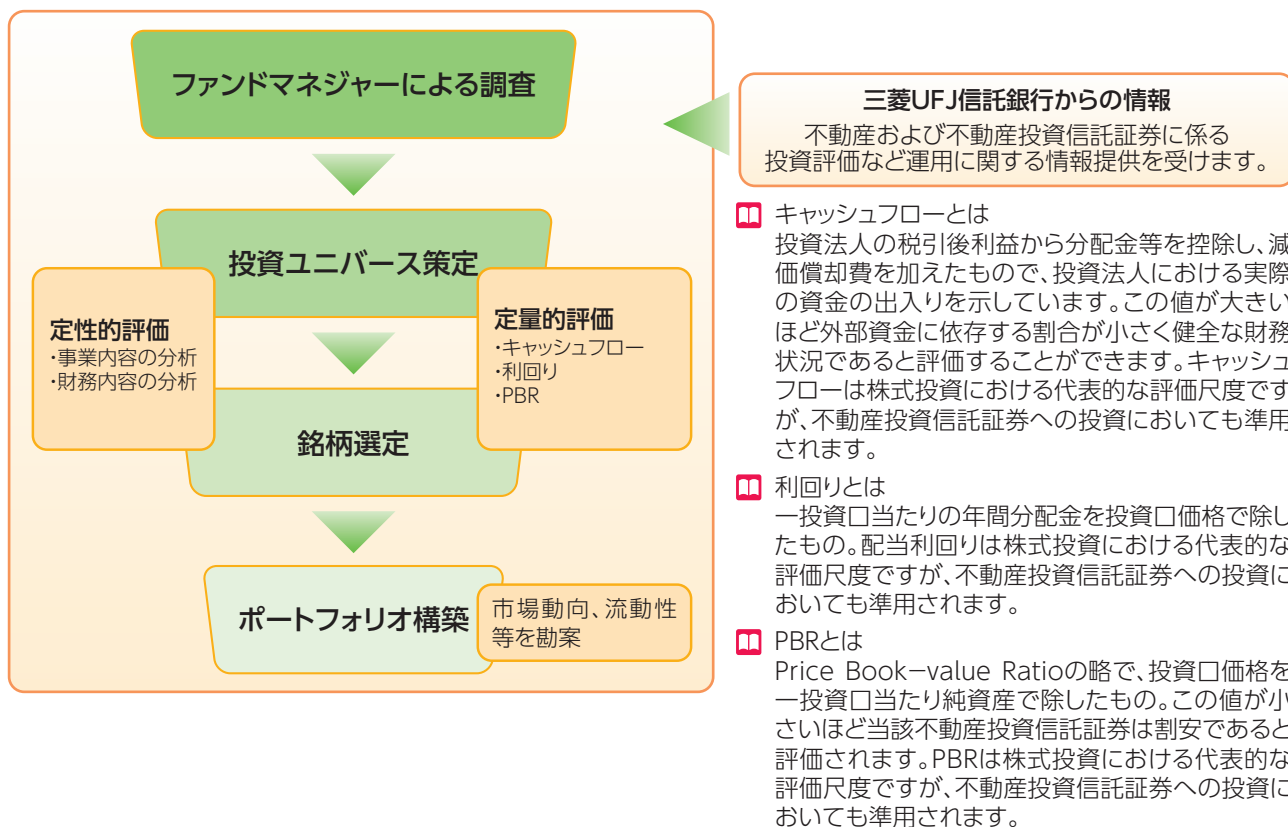 ファンドマネジャーによる調査
投資ユニバース策定
定性的評価
・事業内容の分析
・財務内容の分析
定量的評価
・キャッシュフロー
・利回り
・PBR
銘柄選定
ポートフォリオ構築
市場動向、流動性
等を勘案
三菱UFJ信託銀行からの情報
不動産および不動産投資信託証券に係る
投資評価など運用に関する情報提供を受けます。
キャッシュフローとは
投資法人の税引後利益から分配金等を控除し、減
価償却費を加えたもので、投資法人における実際
の資金の出入りを示しています。この値が大きい
ほど外部資金に依存する割合が小さく健全な財務
状況であると評価することができます。キャッシュ
フローは株式投資における代表的な評価尺度です
が、不動産投資信託証券への投資においても準用
されます。
利回りとは
一投資口当たりの年間分配金を投資口価格で除し
たもの。配当利回りは株式投資における代表的な
評価尺度ですが、不動産投資信託証券への投資に
おいても準用されます。
PBRとは
Price Book−value Ratioの略で、投資口価格を
一投資口当たり純資産で除したもの。この値が小
さいほど当該不動産投資信託証券は割安であると
評価されます。PBRは株式投資における代表的な
評価尺度ですが、不動産投資信託証券への投資に
おいても準用されます。